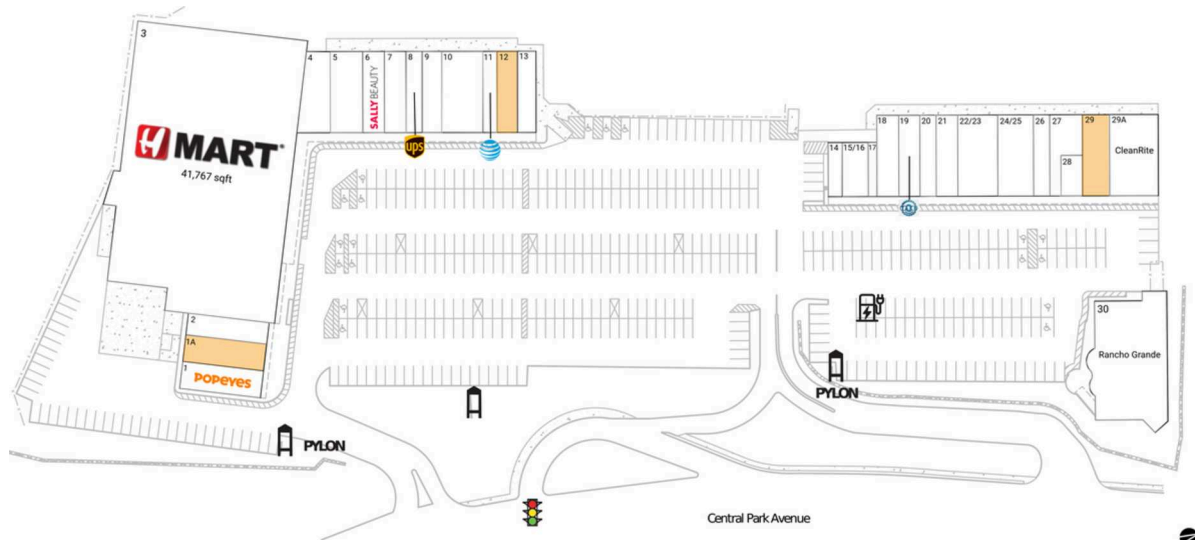 3
H MART
41,767 sqft
4
5
6
7
8
9
10
11
12
13
SALLY BEAUTY
ups
14
15/16
17
18
19
20
21
22/23
24/25
26
27
28
29
29A
CleanRite
2
1A
1
POPEYES
30
Rancho Grande
PYLON
PYLON
Central Park Avenue